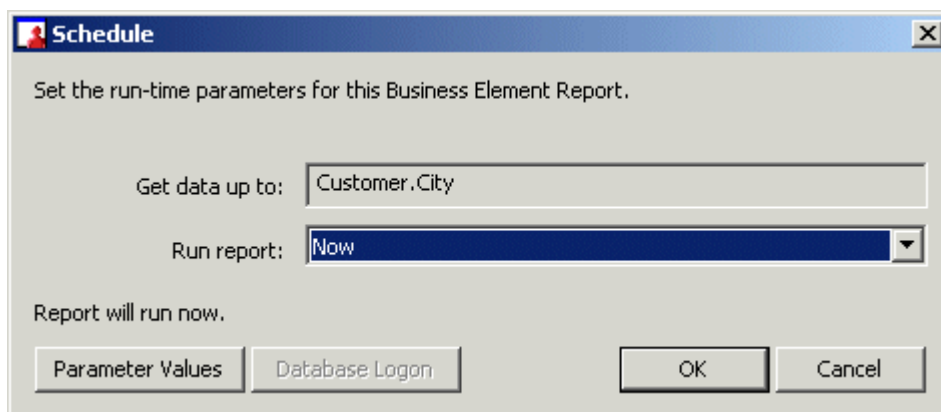 Schedule
Set the run-time parameters for this Business Element Report.
Get data up to: Customer.City
Run report: Now
Report will run now.
Parameter Values Database Logon OK Cancel